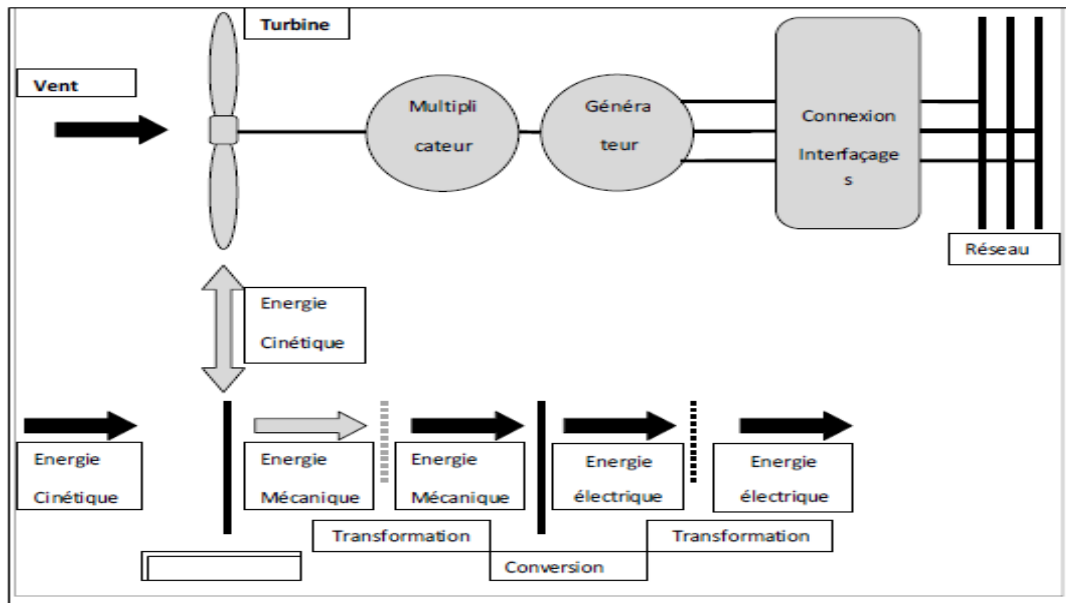 Turbine
Vent
Multipli
cateur
Généra
teur
Connexion
Interfaçage
s
Réseau
Energie
Cinétique
Energie
Cinétique
Energie
Mécanique
Energie
Mécanique
Energie
électrique
Energie
électrique
Transformation
Transformation
Conversion